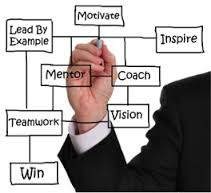 Motivate
Lead By
Example
Inspire
Mentor
Coach
Teamwork
Vision
Win